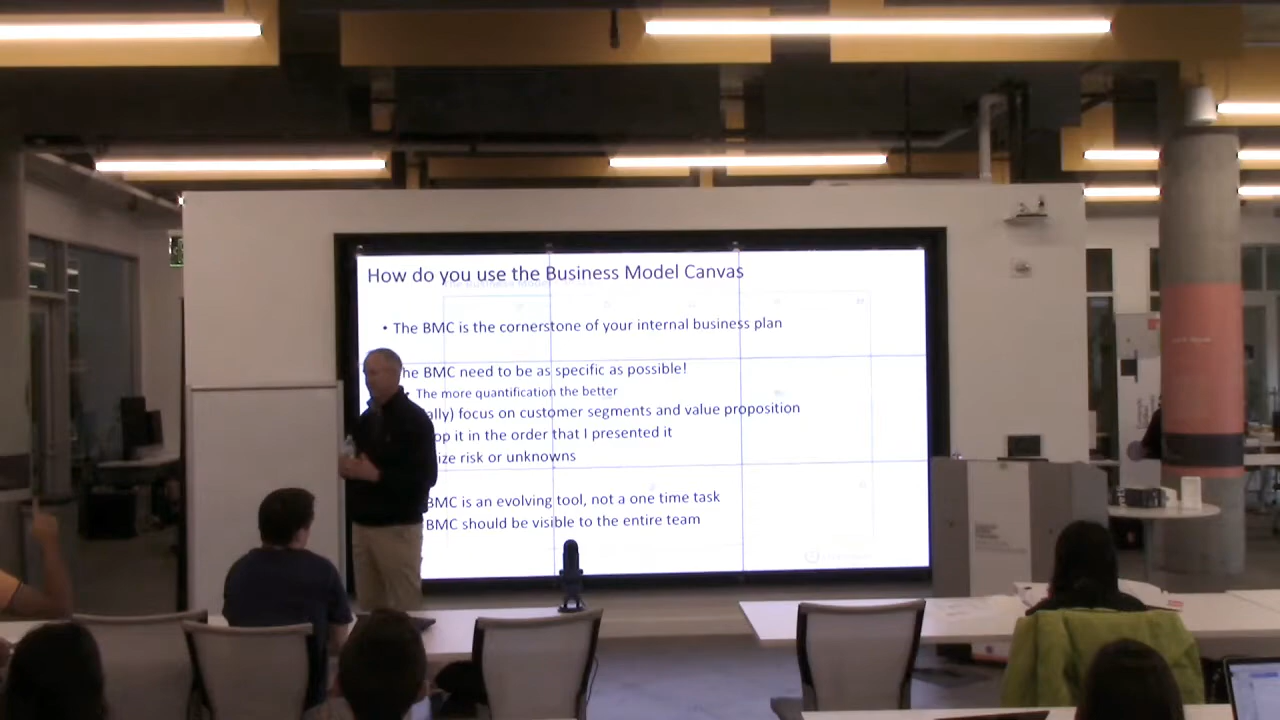 How do you use the Business Model Canvas
• The BMC is the cornerstone of your internal business plan
he BMC need to be as specific as possible!
The more quantification the better
ally) focus on customer segments and value proposition
op it in the order that I presented it
ize risk or unknowns
BMC is an evolving tool, not a one time task
BMC should be visible to the entire team